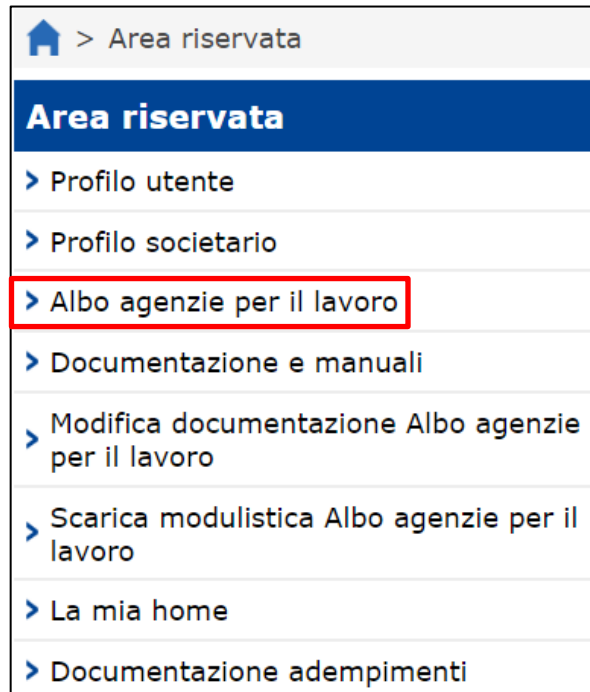 > Area riservata
Area riservata
Profilo utente
Profilo societario
Albo agenzie per il lavoro
Documentazione e manuali
Modifica documentazione Albo agenzie
per il lavoro
Scarica modulistica Albo agenzie per il
lavoro
La mia home
Documentazione adempimenti